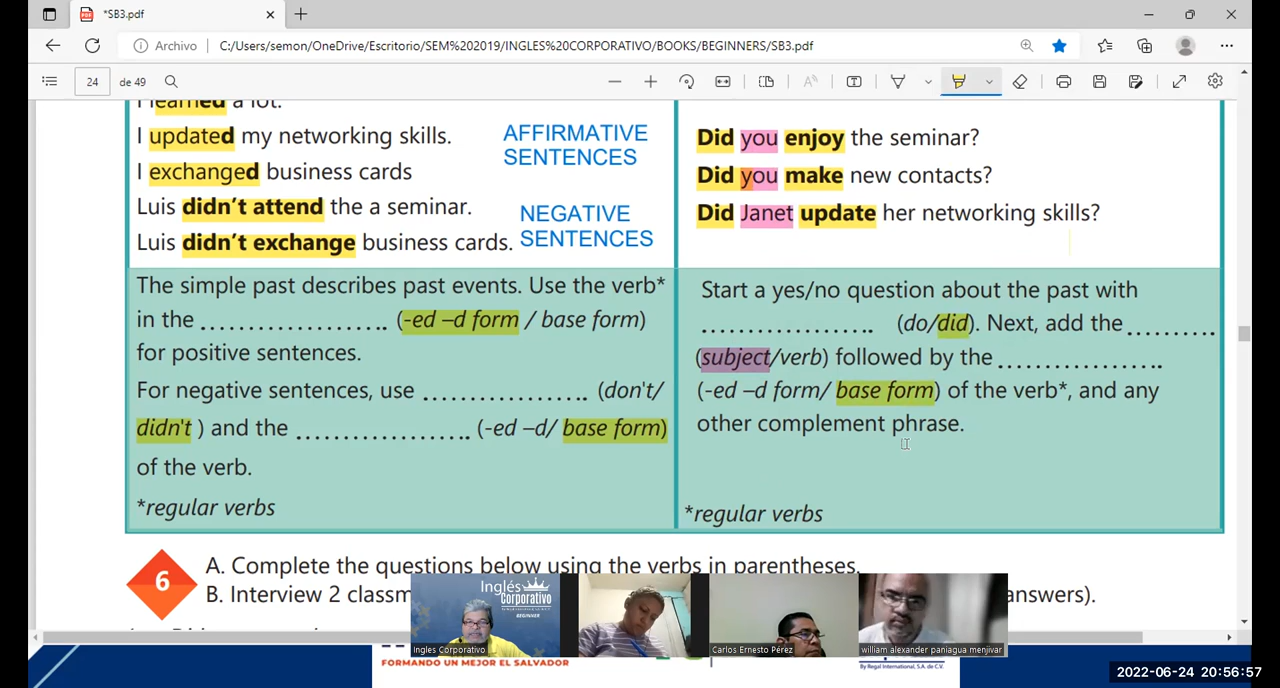 *SB3.pdf
Archivo
C:/Users/semon/OneDrive/Escritorio/SEM%202019/INGLES%20CORPORATIVO/BOOKS/BEGINNERS/SB3.pdf
24 de 49
I learned a lot.
I updated my networking skills.
I exchanged business cards
Luis didn't attend the a seminar.
Luis didn't exchange business cards.
AFFIRMATIVE
SENTENCES
NEGATIVE
SENTENCES
Did you enjoy the seminar?
Did you make new contacts?
Did Janet update her networking skills?
The simple past describes past events. Use the verb*
in the ………………. (-ed –d form / base form)
for positive sentences.
For negative sentences, use ……………. (don't/
didn't ) and the ……………… (-ed –d/ base form)
of the verb.
*regular verbs
Start a yes/no question about the past with
……………… (do/did). Next, add the ………
(subject/verb) followed by the ……………..
(-ed –d form/ base form) of the verb*, and any
other complement phrase.
*regular verbs
6
A. Complete the questions below using the verbs in parentheses.
B. Interview 2 classm
answers).
Inglés
Corporativo
BEGINNER
Ingles Corporativo
Carlos Ernesto Pérez
william alexander paniagua menjivar
FORMANDO UN MEJOR EL SALVADOR
By Regal International, S.A. de C.V.
2022-06-24 20:56:57